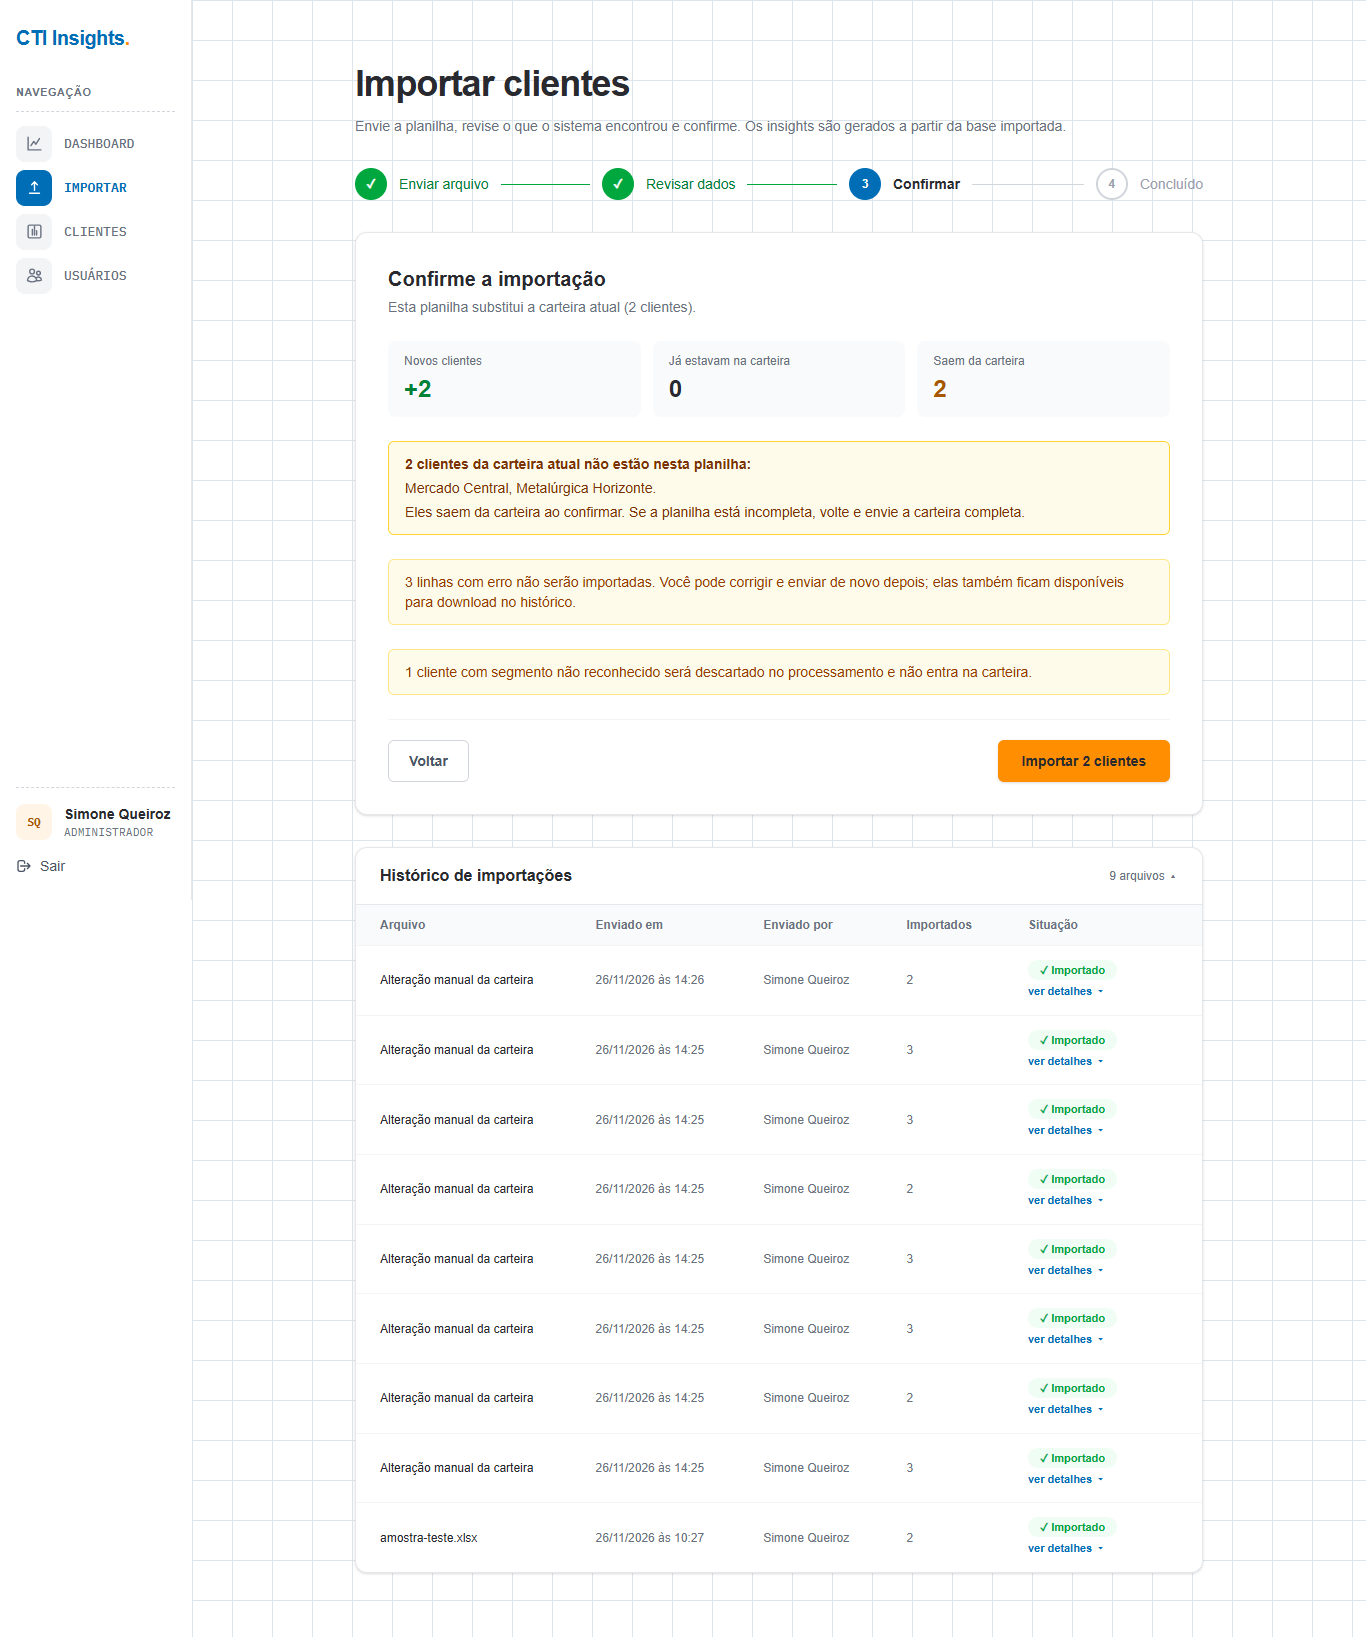 CTI Insights.
NAVEGAÇÃO
DASHBOARD
IMPORTAR
CLIENTES
USUÁRIOS
Simone Queiroz
SQ
ADMINISTRADOR
Sair
Importar clientes
Envie a planilha, revise o que o sistema encontrou e confirme. Os insights são gerados a partir da base importada.
✓ Enviar arquivo ✓ Revisar dados 3 Confirmar 4 Concluído
Confirme a importação
Esta planilha substitui a carteira atual (2 clientes).
Novos clientes Já estavam na carteira Saem da carteira
+2 0 2
2 clientes da carteira atual não estão nesta planilha:
Mercado Central, Metalúrgica Horizonte.
Eles saem da carteira ao confirmar. Se a planilha está incompleta, volte e envie a carteira completa.
3 linhas com erro não serão importadas. Você pode corrigir e enviar de novo depois; elas também ficam disponíveis
para download no histórico.
1 cliente com segmento não reconhecido será descartado no processamento e não entra na carteira.
Voltar Importar 2 clientes
Histórico de importações 9 arquivos
Arquivo Enviado em Enviado por Importados Situação
Alteração manual da carteira 26/11/2026 às 14:26 Simone Queiroz 2 ✓ Importado
ver detalhes
Alteração manual da carteira 26/11/2026 às 14:25 Simone Queiroz 3 ✓ Importado
ver detalhes
Alteração manual da carteira 26/11/2026 às 14:25 Simone Queiroz 3 ✓ Importado
ver detalhes
Alteração manual da carteira 26/11/2026 às 14:25 Simone Queiroz 2 ✓ Importado
ver detalhes
Alteração manual da carteira 26/11/2026 às 14:25 Simone Queiroz 3 ✓ Importado
ver detalhes
Alteração manual da carteira 26/11/2026 às 14:25 Simone Queiroz 3 ✓ Importado
ver detalhes
Alteração manual da carteira 26/11/2026 às 14:25 Simone Queiroz 2 ✓ Importado
ver detalhes
Alteração manual da carteira 26/11/2026 às 14:25 Simone Queiroz 3 ✓ Importado
ver detalhes
amostra-teste.xlsx 26/11/2026 às 10:27 Simone Queiroz 2 ✓ Importado
ver detalhes